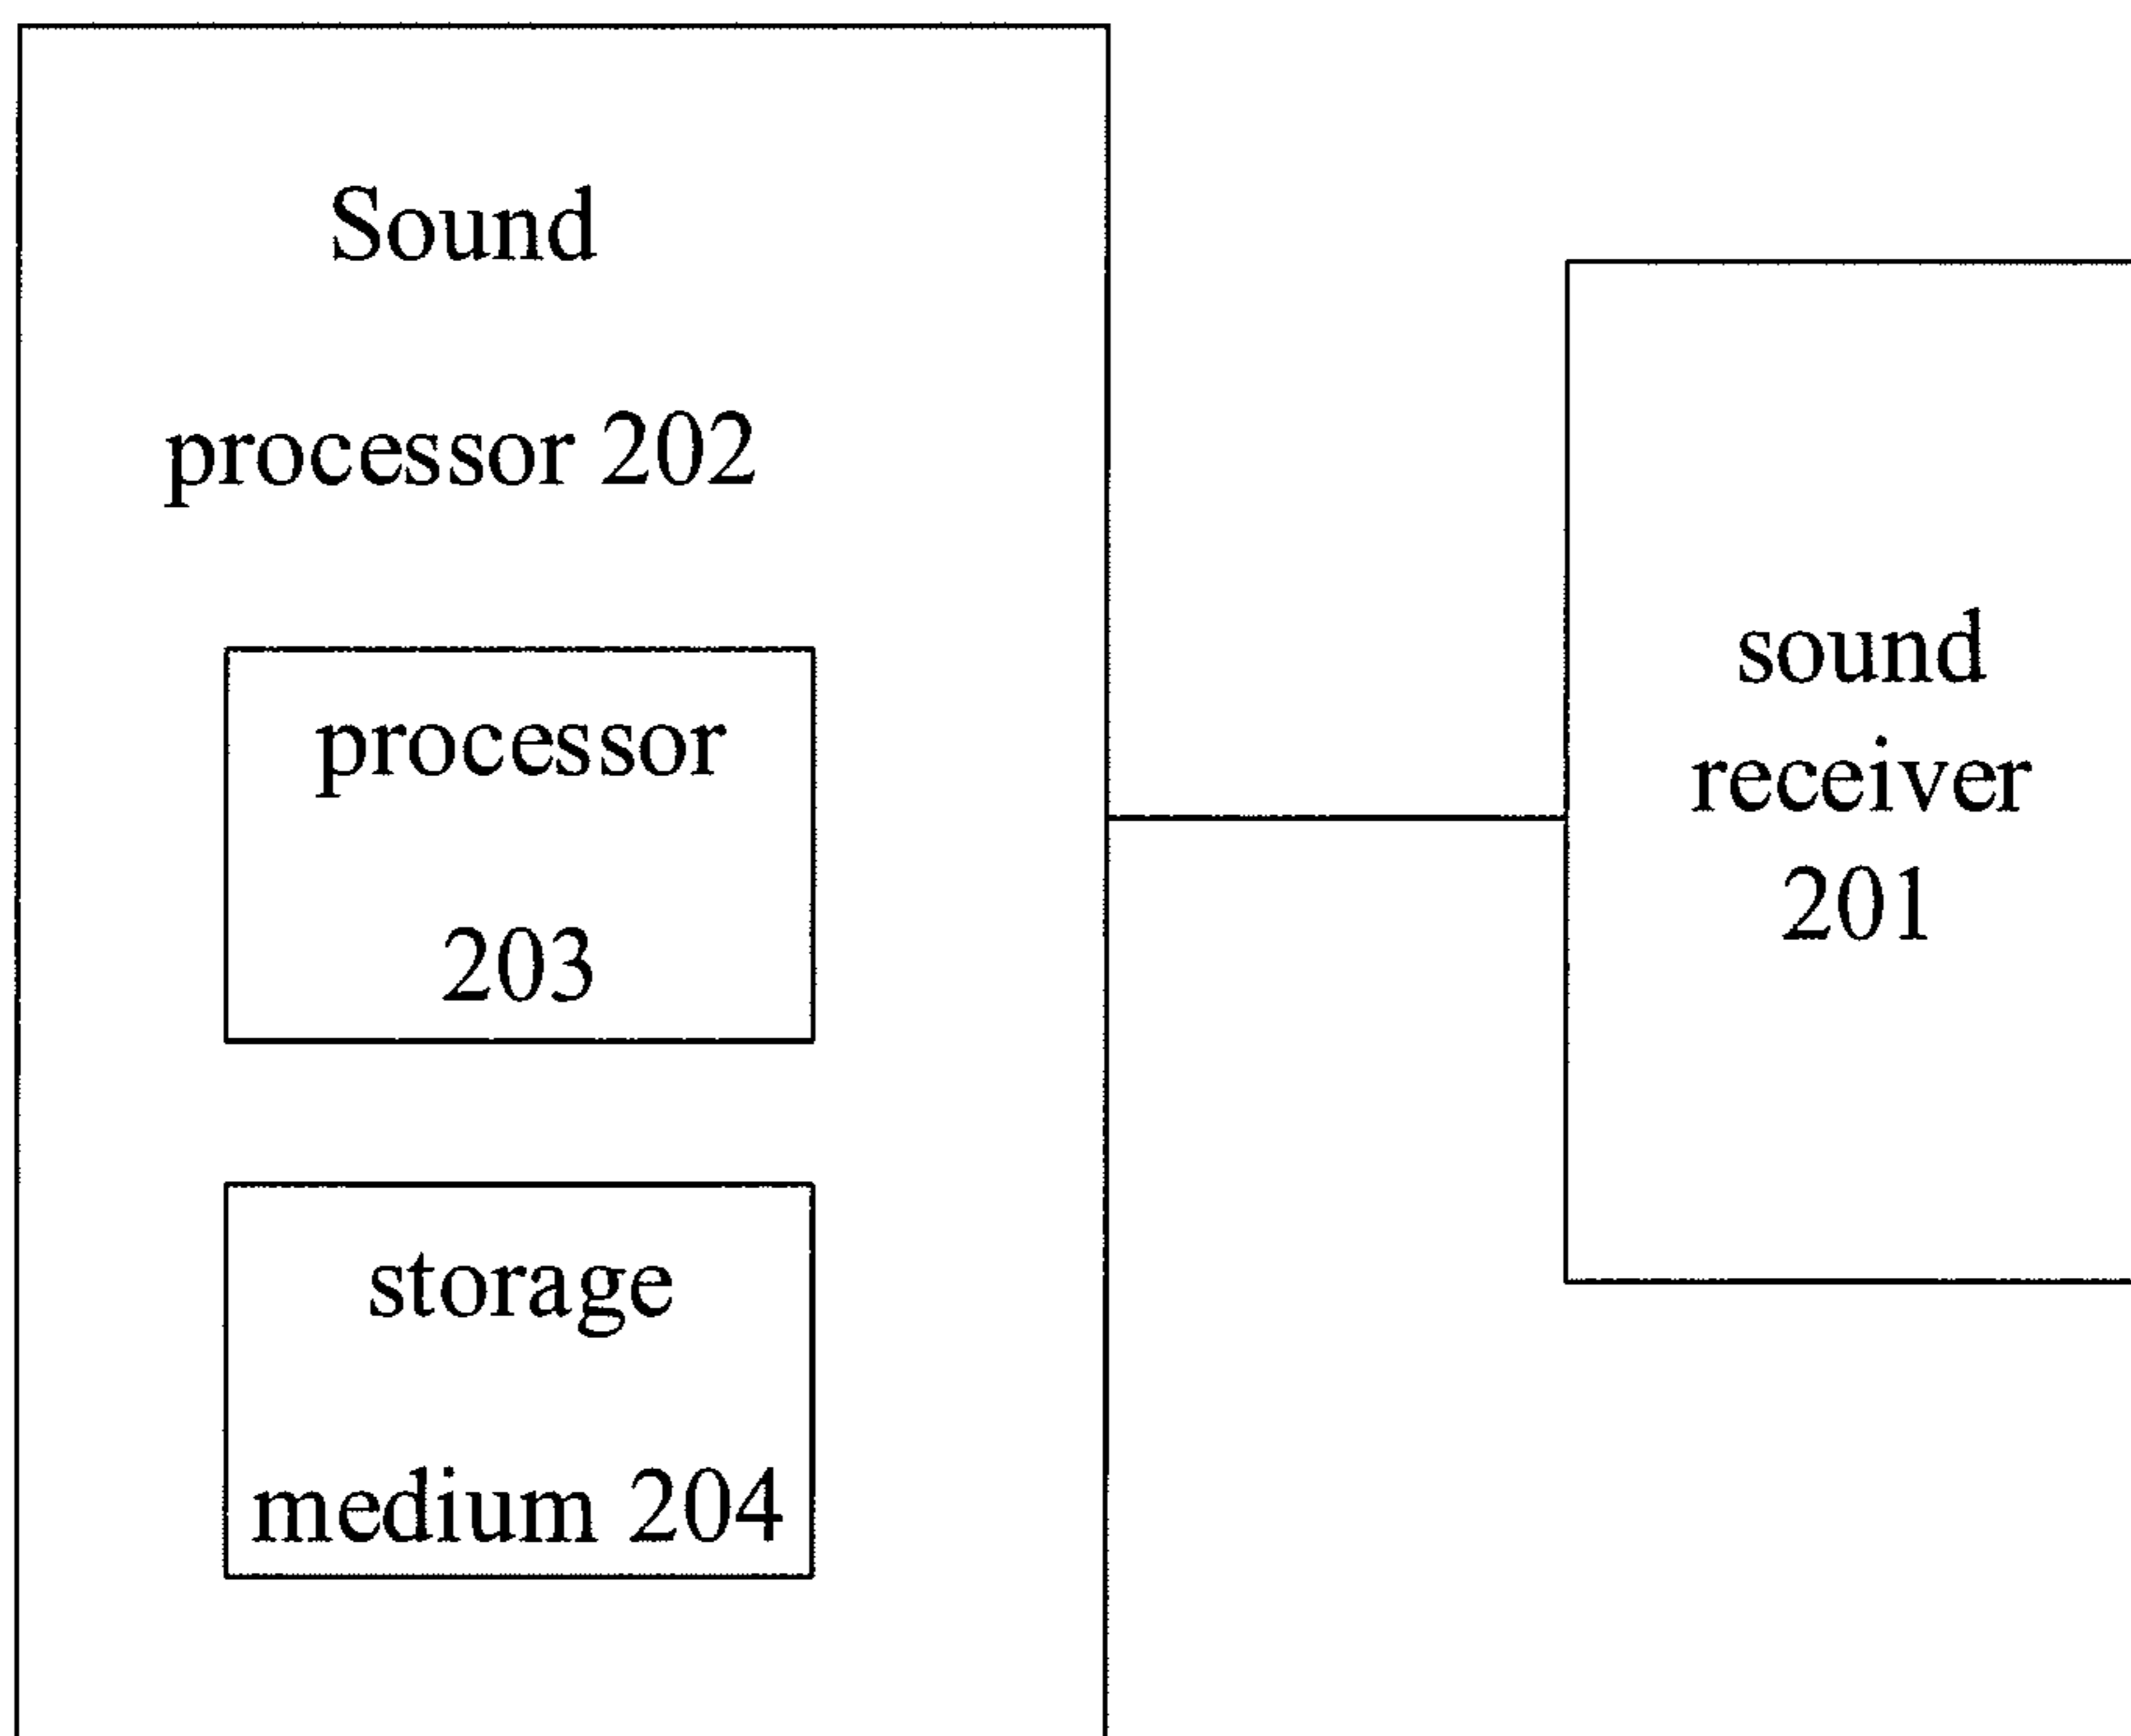 Sound
processor 202
processor
203
storage
medium 204
sound
receiver
201